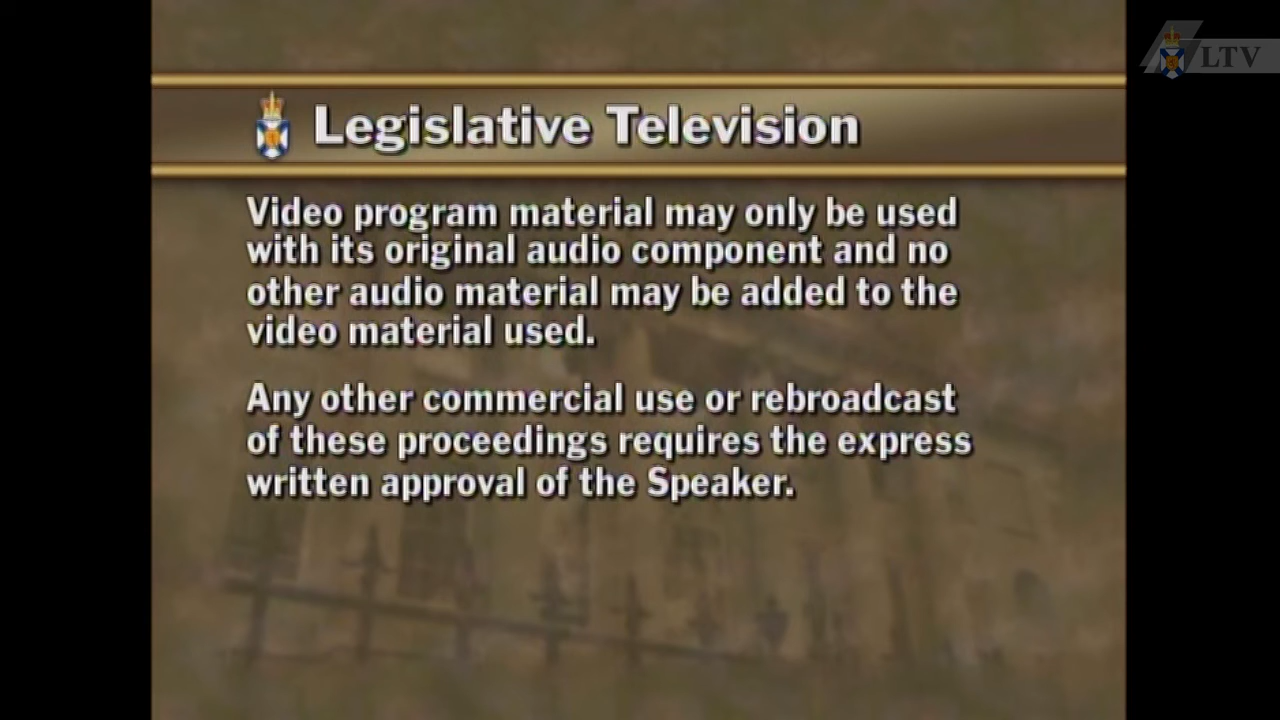 LTV
Legislative Television
Video program material may only be used
with its original audio component and no
other audio material may be added to the
video material used.
Any other commercial use or rebroadcast
of these proceedings requires the express
written approval of the Speaker.